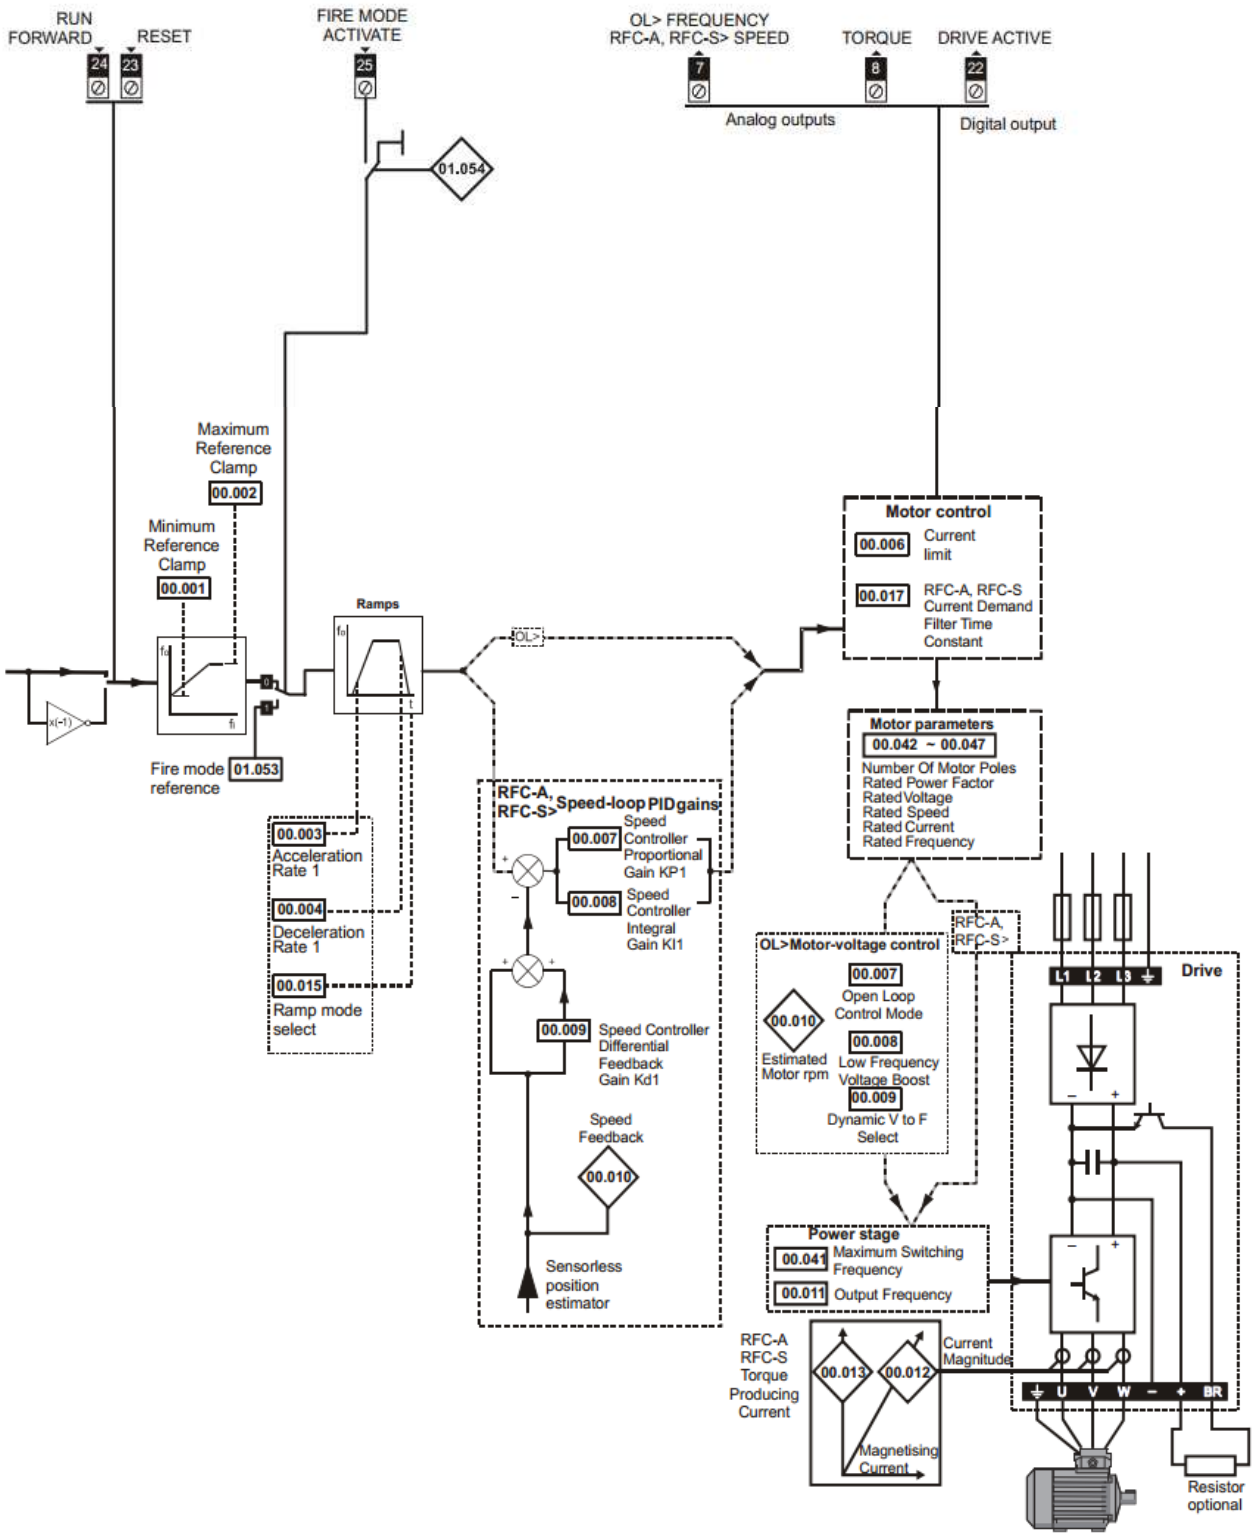 RUN
FORWARD
RESET
FIRE MODE
ACTIVATE
OL> FREQUENCY
RFC-A, RFC-S> SPEED
TORQUE
DRIVE ACTIVE
24
23
25
7
8
22
Analog outputs
Digital output
01.054
Maximum
Reference
Clamp
00.002
Minimum
Reference
Clamp
00.001
Motor control
00.006
Current
limit
00.017
RFC-A, RFC-S
Current Demand
Filter Time
Constant
Ramps
fo
t
fo
fi
OL>
0
1
x(-1)
Fire mode
reference
01.053
Motor parameters
00.042 ~ 00.047
Number Of Motor Poles
Rated Power Factor
Rated Voltage
Rated Speed
Rated Current
Rated Frequency
00.003
Acceleration
Rate 1
00.004
Deceleration
Rate 1
00.015
Ramp mode
select
RFC-A,
RFC-S>
Speed-loop PID gains
00.007
Speed
Controller
Proportional
Gain KP1
00.008
Speed
Controller
Integral
Gain KI1
+
−
+
+
00.009
Speed Controller
Differential
Feedback
Gain Kd1
Speed
Feedback
00.010
Sensorless
position
estimator
RFC-A,
RFC-S>
OL>Motor-voltage control
00.007
Open Loop
Control Mode
00.010
Estimated
Motor rpm
00.008
Low Frequency
Voltage Boost
00.009
Dynamic V to F
Select
L1 L2 L3
Drive
− +
− +
Power stage
00.041
Maximum Switching
Frequency
00.011
Output Frequency
RFC-A
RFC-S
Torque
Producing
Current
00.013
00.012
Current
Magnitude
Magnetising
Current
U V W − + BR
Resistor
optional